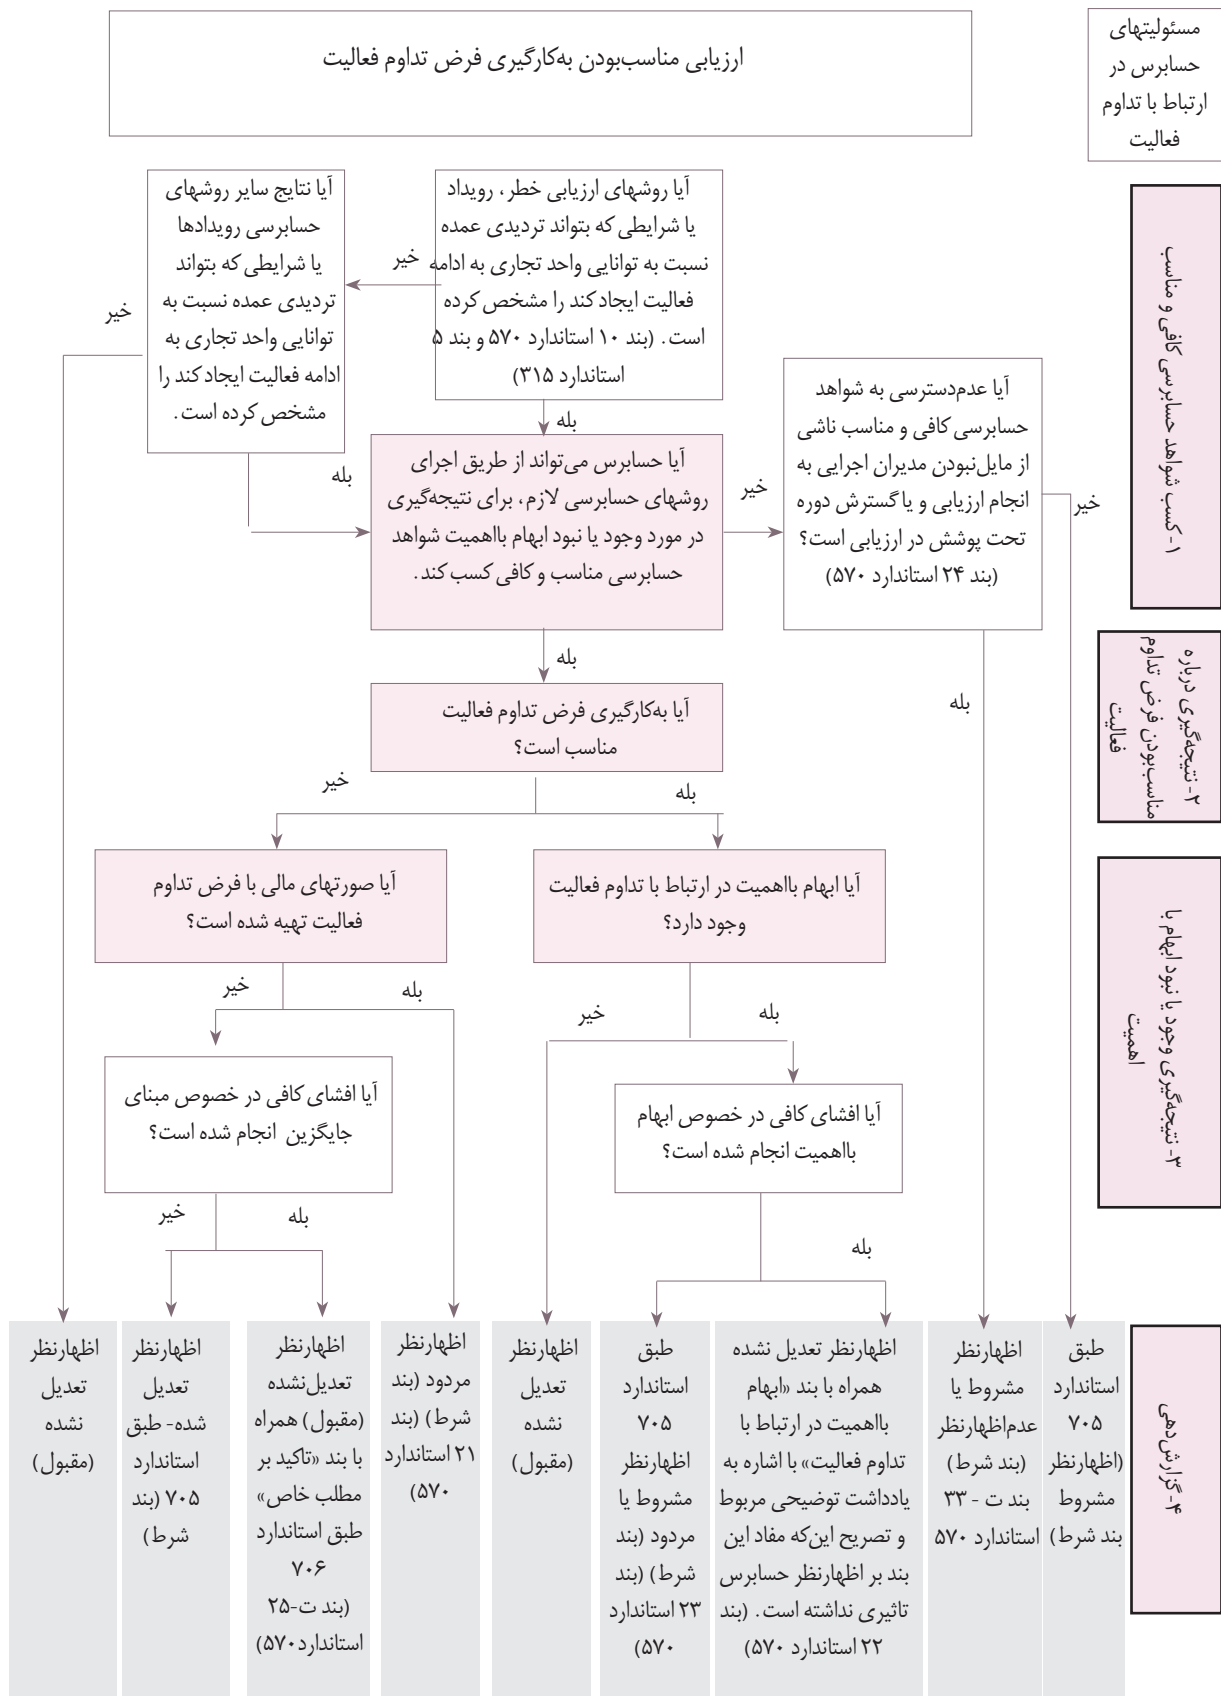 مسئولیتهای
حسابرس در
ارتباط با تداوم
فعالیت
ارزیابی مناسب‌بودن به‌کارگیری فرض تداوم فعالیت
۱- کسب شواهد حسابرسی کافی و مناسب
آیا روشهای ارزیابی خطر، رویداد
یا شرایطی که بتواند تردیدی عمده
نسبت به توانایی واحد تجاری به ادامه
فعالیت ایجاد کند را مشخص کرده
است. (بند ۱۰ استاندارد ۵۷۰ و بند ۵
استاندارد ۳۱۵)
خیر
بله
آیا نتایج سایر روشهای
حسابرسی رویدادها
یا شرایطی که بتواند
تردیدی عمده نسبت به
توانایی واحد تجاری به
ادامه فعالیت ایجاد کند را
مشخص کرده است.
خیر
بله
آیا عدم‌دسترسی به شواهد
حسابرسی کافی و مناسب ناشی
از مایل‌نبودن مدیران اجرایی به
انجام ارزیابی و یا گسترش دوره
تحت پوشش در ارزیابی است؟
(بند ۲۴ استاندارد ۵۷۰)
خیر
بله
آیا حسابرس می‌تواند از طریق اجرای
روشهای حسابرسی لازم، برای نتیجه‌گیری
در مورد وجود یا نبود ابهام بااهمیت شواهد
حسابرسی مناسب و کافی کسب کند.
خیر
بله
۲- نتیجه‌گیری درباره
مناسب‌بودن فرض تداوم
فعالیت
آیا به‌کارگیری فرض تداوم فعالیت
مناسب است؟
بله
خیر
۳- نتیجه‌گیری وجود یا نبود ابهام با
اهمیت
آیا ابهام بااهمیت در ارتباط با تداوم فعالیت
وجود دارد؟
بله
خیر
آیا صورتهای مالی با فرض تداوم
فعالیت تهیه شده است؟
بله
خیر
آیا افشای کافی در خصوص ابهام
بااهمیت انجام شده است؟
بله
آیا افشای کافی در خصوص مبنای
جایگزین انجام شده است؟
بله
خیر
۴- گزارش‌دهی
طبق
استاندارد
۷۰۵
(اظهارنظر
مشروط
بند شرط)
اظهارنظر
مشروط یا
عدم‌اظهارنظر
(بند شرط)
بند ت - ۳۳
استاندارد ۵۷۰
اظهارنظر تعدیل نشده
همراه با بند «ابهام
بااهمیت در ارتباط با
تداوم فعالیت» با اشاره به
یادداشت توضیحی مربوط
و تصریح این‌که مفاد این
بند بر اظهارنظر حسابرس
تاثیری نداشته است. (بند
۲۲ استاندارد ۵۷۰)
طبق
استاندارد
۷۰۵
اظهارنظر
مشروط یا
مردود (بند
شرط) (بند
۲۳ استاندارد
۵۷۰)
اظهارنظر
تعدیل
نشده
(مقبول)
اظهارنظر
مردود (بند
شرط) (بند
۲۱ استاندارد
۵۷۰)
اظهارنظر
تعدیل‌نشده
(مقبول) همراه
با بند «تاکید بر
مطلب خاص»
طبق استاندارد
۷۰۶
(بند ت-۲۵
استاندارد۵۷۰)
اظهارنظر
تعدیل
شده- طبق
استاندارد
۷۰۵ (بند
شرط)
اظهارنظر
تعدیل
نشده
(مقبول)